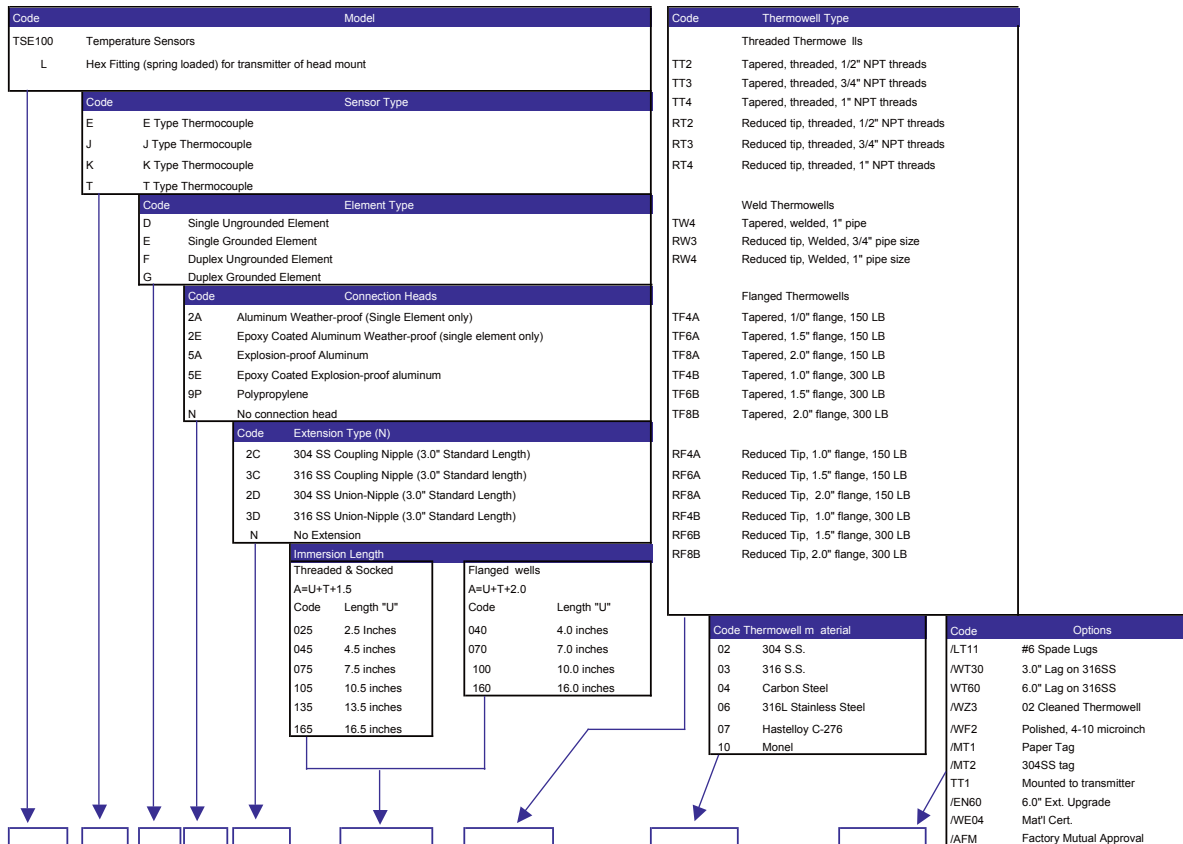 Code Model
TSE100 Temperature Sensors
L Hex Fitting (spring loaded) for transmitter of head mount
Code Sensor Type
E E Type Thermocouple
J J Type Thermocouple
K K Type Thermocouple
T T Type Thermocouple
Code Element Type
D Single Ungrounded Element
E Single Grounded Element
F Duplex Ungrounded Element
G Duplex Grounded Element
Code Connection Heads
2A Aluminum Weather-proof (Single Element only)
2E Epoxy Coated Aluminum Weather-proof (single element only)
5A Explosion-proof Aluminum
5E Epoxy Coated Explosion-proof aluminum
9P Polypropylene
N No connection head
Code Extension Type (N)
2C 304 SS Coupling Nipple (3.0" Standard Length)
3C 316 SS Coupling Nipple (3.0" Standard length)
2D 304 SS Union-Nipple (3.0" Standard Length)
3D 316 SS Union-Nipple (3.0" Standard Length)
N No Extension
Immersion Length
Threaded & Socked
A=U+T+1.5
Code Length "U"
025 2.5 Inches
045 4.5 inches
075 7.5 inches
105 10.5 inches
135 13.5 inches
165 16.5 inches
Flanged wells
A=U+T+2.0
Code Length "U"
040 4.0 inches
070 7.0 inches
100 10.0 inches
160 16.0 inches
Code Thermowell Type
Threaded Thermowe lls
TT2 Tapered, threaded, 1/2" NPT threads
TT3 Tapered, threaded, 3/4" NPT threads
TT4 Tapered, threaded, 1" NPT threads
RT2 Reduced tip, threaded, 1/2" NPT threads
RT3 Reduced tip, threaded, 3/4" NPT threads
RT4 Reduced tip, threaded, 1" NPT threads
Weld Thermowells
TW4 Tapered, welded, 1" pipe
RW3 Reduced tip, Welded, 3/4" pipe size
RW4 Reduced tip, Welded, 1" pipe size
Flanged Thermowells
TF4A Tapered, 1/0" flange, 150 LB
TF6A Tapered, 1.5" flange, 150 LB
TF8A Tapered, 2.0" flange, 150 LB
TF4B Tapered, 1.0" flange, 300 LB
TF6B Tapered, 1.5" flange, 300 LB
TF8B Tapered, 2.0" flange, 300 LB
RF4A Reduced Tip, 1.0" flange, 150 LB
RF6A Reduced Tip, 1.5" flange, 150 LB
RF8A Reduced Tip, 2.0" flange, 150 LB
RF4B Reduced Tip, 1.0" flange, 300 LB
RF6B Reduced Tip, 1.5" flange, 300 LB
RF8B Reduced Tip, 2.0" flange, 300 LB
Code Thermowell m aterial
02 304 S.S.
03 316 S.S.
04 Carbon Steel
06 316L Stainless Steel
07 Hastelloy C-276
10 Monel
Code Options
/LT11 #6 Spade Lugs
/WT30 3.0" Lag on 316SS
WT60 6.0" Lag on 316SS
/WZ3 02 Cleaned Thermowell
/WF2 Polished, 4-10 microinch
/MT1 Paper Tag
/MT2 304SS tag
TT1 Mounted to transmitter
/EN60 6.0" Ext. Upgrade
/WE04 Mat'l Cert.
/AFM Factory Mutual Approval